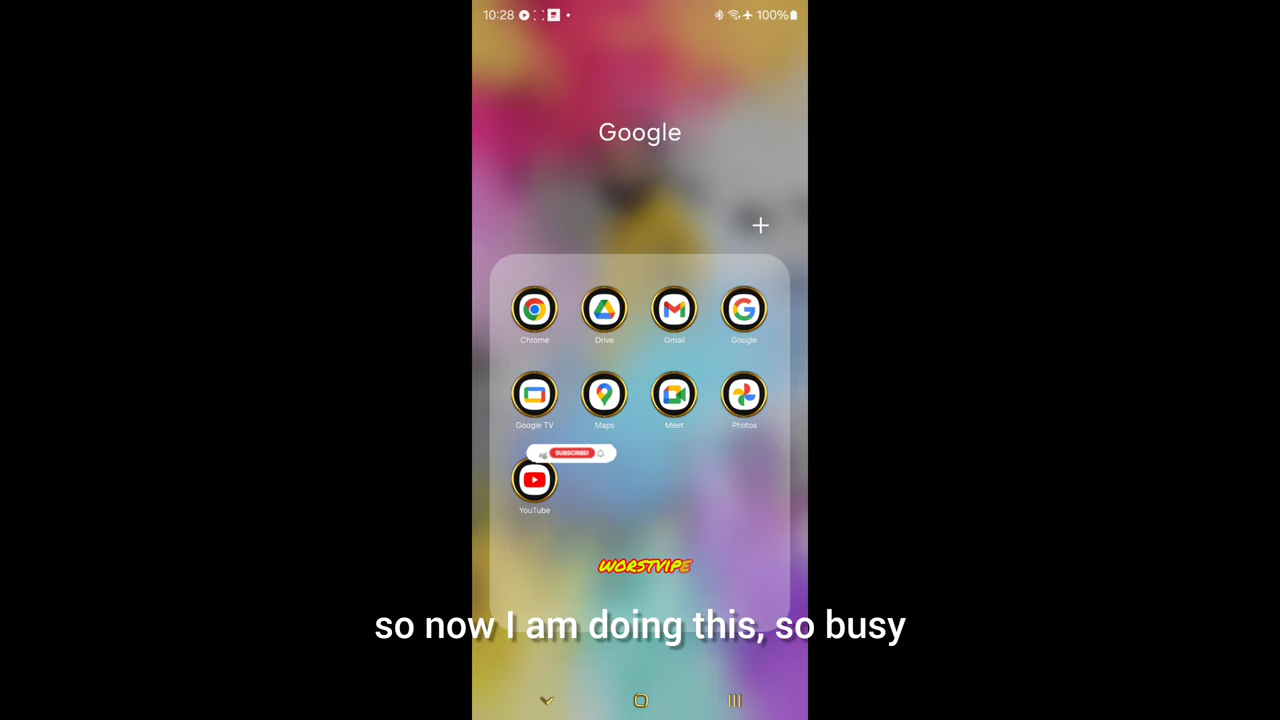 10:28 100%
Google
Chrome Drive Gmail Google
Google TV Maps Meet Photos
SUBSCRIBE!
YouTube
WORSTVIPE
so now I am doing this, so busy